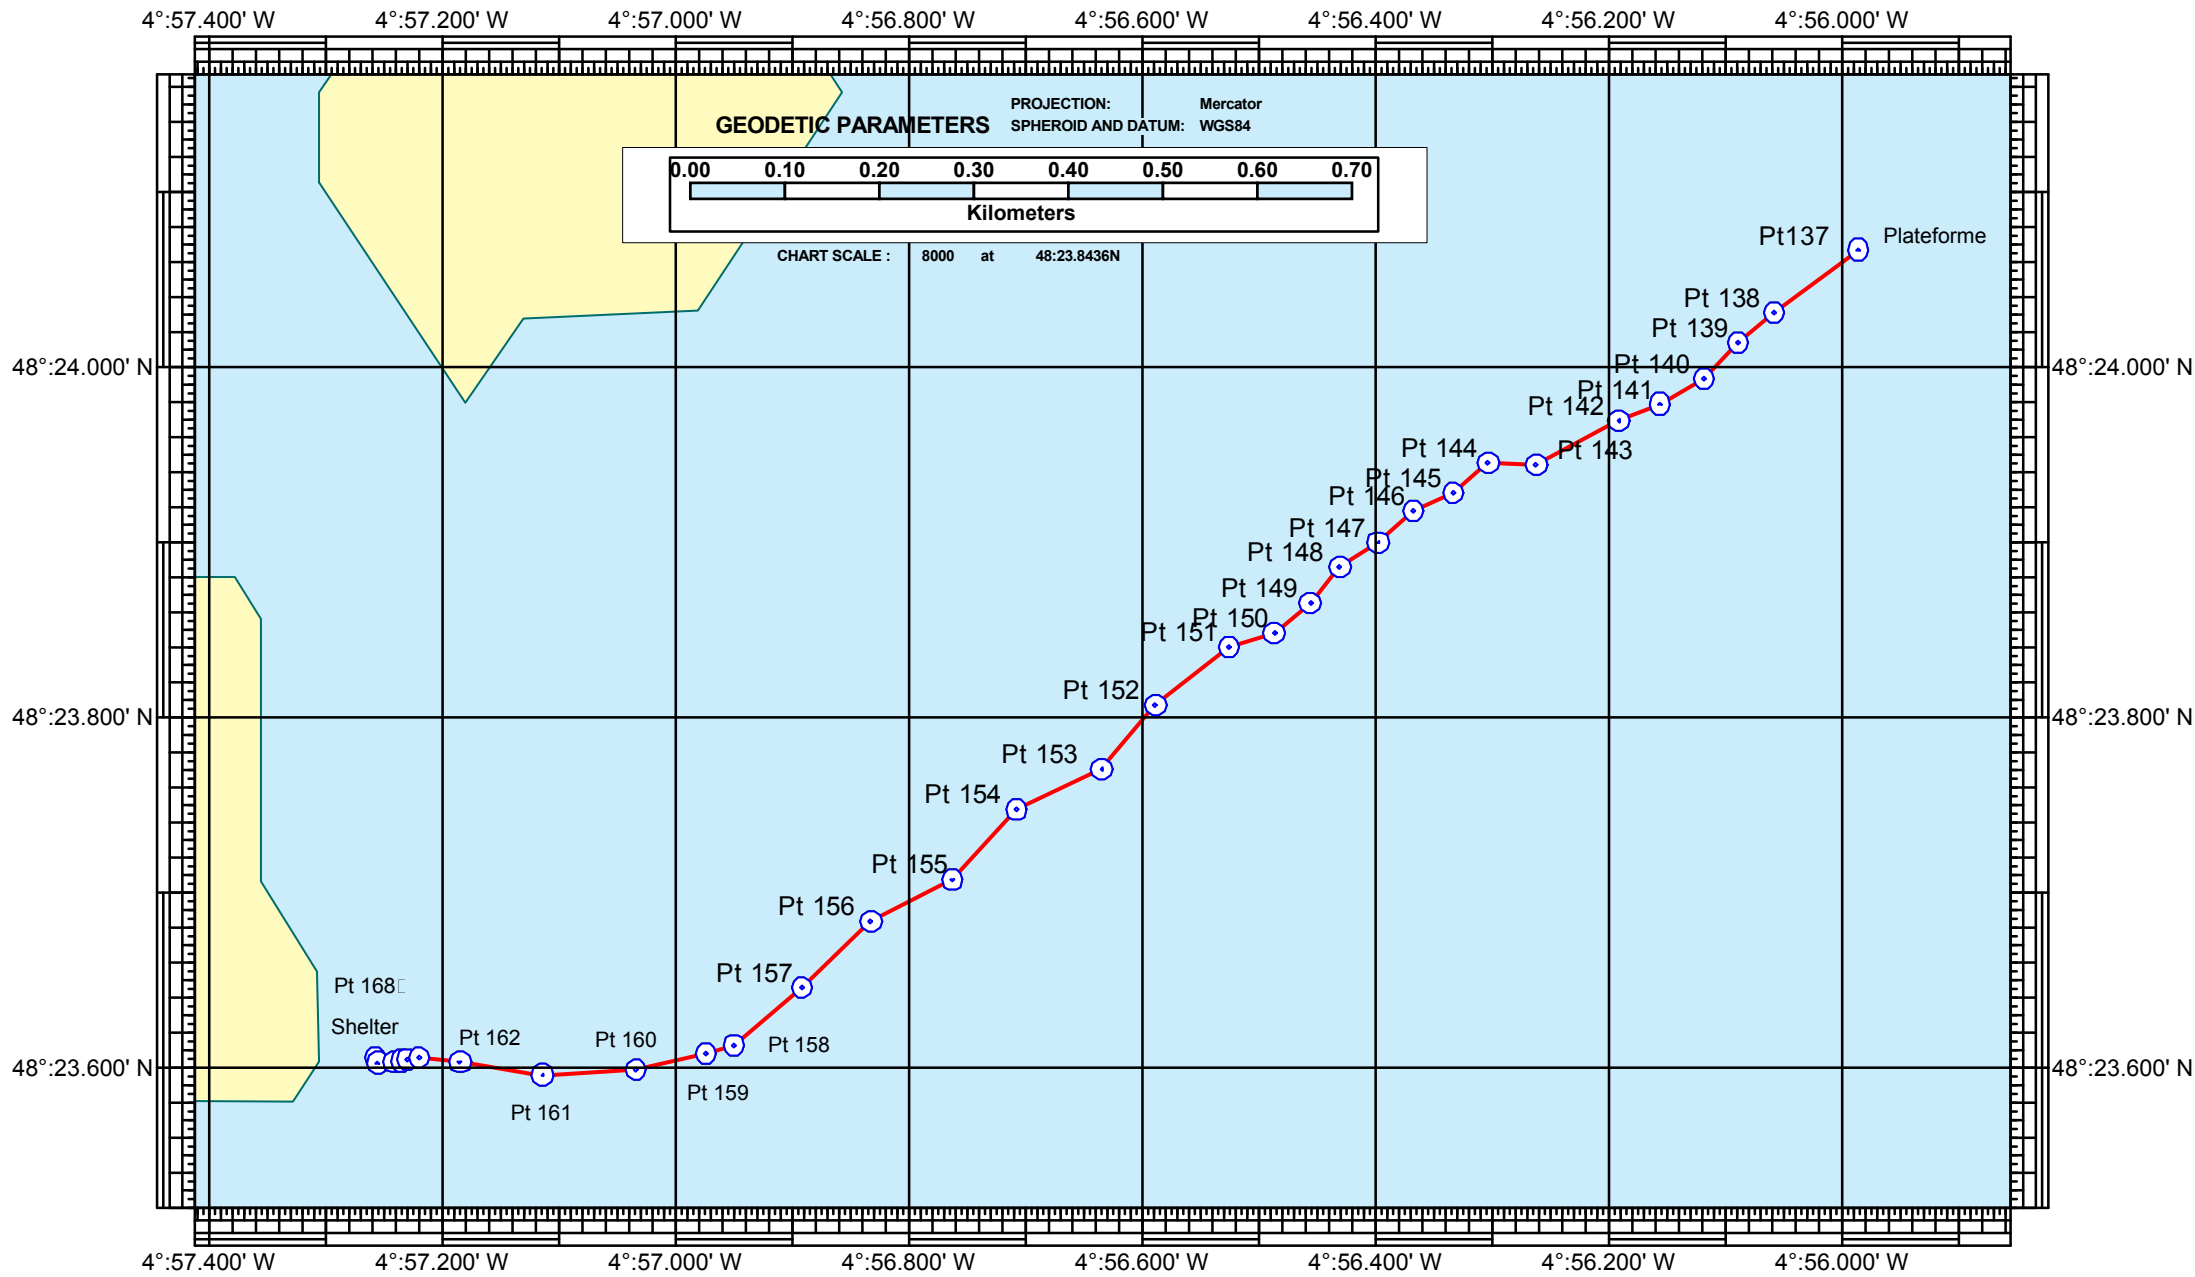 4°:57.400' W 4°:57.200' W 4°:57.000' W 4°:56.800' W 4°:56.600' W 4°:56.400' W 4°:56.200' W 4°:56.000' W
PROJECTION: Mercator
GEODETIC PARAMETERS SPHEROID AND DATUM: WGS84
0.00 0.10 0.20 0.30 0.40 0.50 0.60 0.70
Kilometers
CHART SCALE : 8000 at 48:23.8436N
Pt137 Plateforme
Pt 138
Pt 139
48°:24.000' N 48°:24.000' N
Pt 140
Pt 141
Pt 142
Pt 143
Pt 144
Pt 145
Pt 146
Pt 147
Pt 148
Pt 149
Pt 150
Pt 151
Pt 152
48°:23.800' N 48°:23.800' N
Pt 153
Pt 154
Pt 155
Pt 156
Pt 157
Pt 168
Shelter
Pt 162
Pt 160
Pt 158
48°:23.600' N 48°:23.600' N
Pt 159
Pt 161
4°:57.400' W 4°:57.200' W 4°:57.000' W 4°:56.800' W 4°:56.600' W 4°:56.400' W 4°:56.200' W 4°:56.000' W